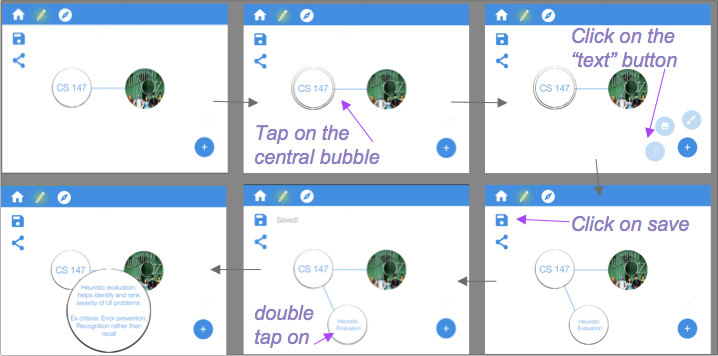 CS 147
+
CS 147
Tap on the
central bubble
+
Click on the
“text” button
CS 147
+
CS 147
Heuristic evaluation:
helps identify and rank
severity of UI problems.
Ex criteria: Error prevention,
Recognition rather than
recall
+
Saved!
CS 147
double
tap on
Heuristic
Evaluation
+
Click on save
CS 147
Heuristic
Evaluation
+